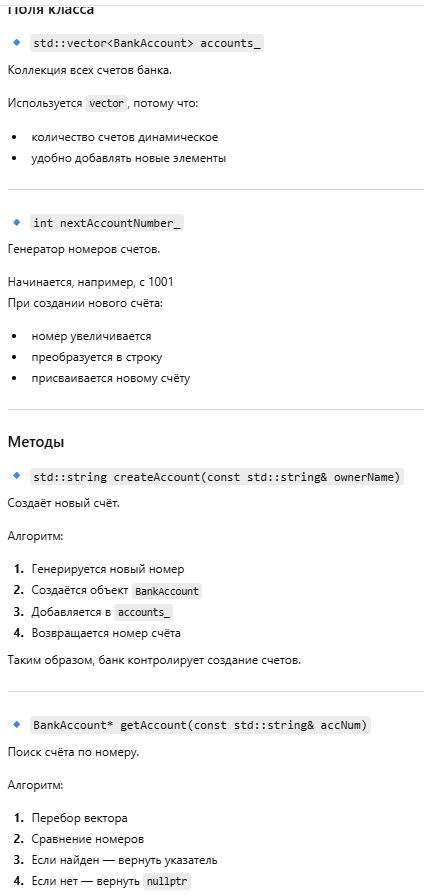 Поля класса
std::vector<BankAccount> accounts_
Коллекция всех счетов банка.
Используется vector, потому что:
• количество счетов динамическое
• удобно добавлять новые элементы
int nextAccountNumber_
Генератор номеров счетов.
Начинается, например, с 1001
При создании нового счёта:
• номер увеличивается
• преобразуется в строку
• присваивается новому счёту
Методы
std::string createAccount(const std::string& ownerName)
Создаёт новый счёт.
Алгоритм:
1. Генерируется новый номер
2. Создаётся объект BankAccount
3. Добавляется в accounts_
4. Возвращается номер счёта
Таким образом, банк контролирует создание счетов.
BankAccount* getAccount(const std::string& accNum)
Поиск счёта по номеру.
Алгоритм:
1. Перебор вектора
2. Сравнение номеров
3. Если найден — вернуть указатель
4. Если нет — вернуть nullptr